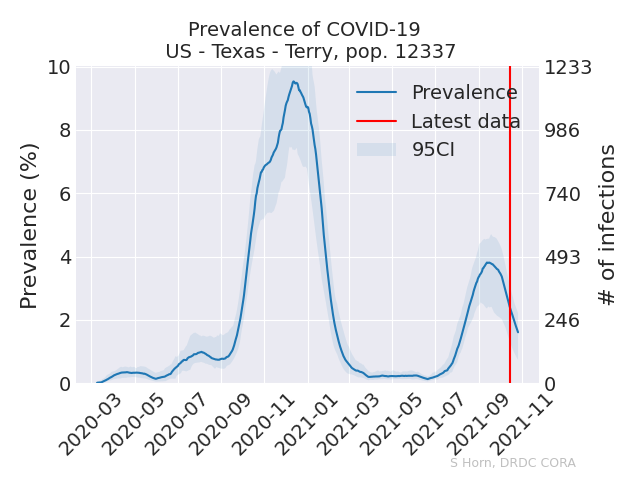 Prevalence of COVID-19
US - Texas - Terry, pop. 12337
Prevalence
Latest data
95CI
Prevalence (%)
10
8
6
4
2
0
# of infections
1233
986
740
493
246
0
2020-03
2020-05
2020-07
2020-09
2020-11
2021-01
2021-03
2021-05
2021-07
2021-09
2021-11
S Horn, DRDC CORA